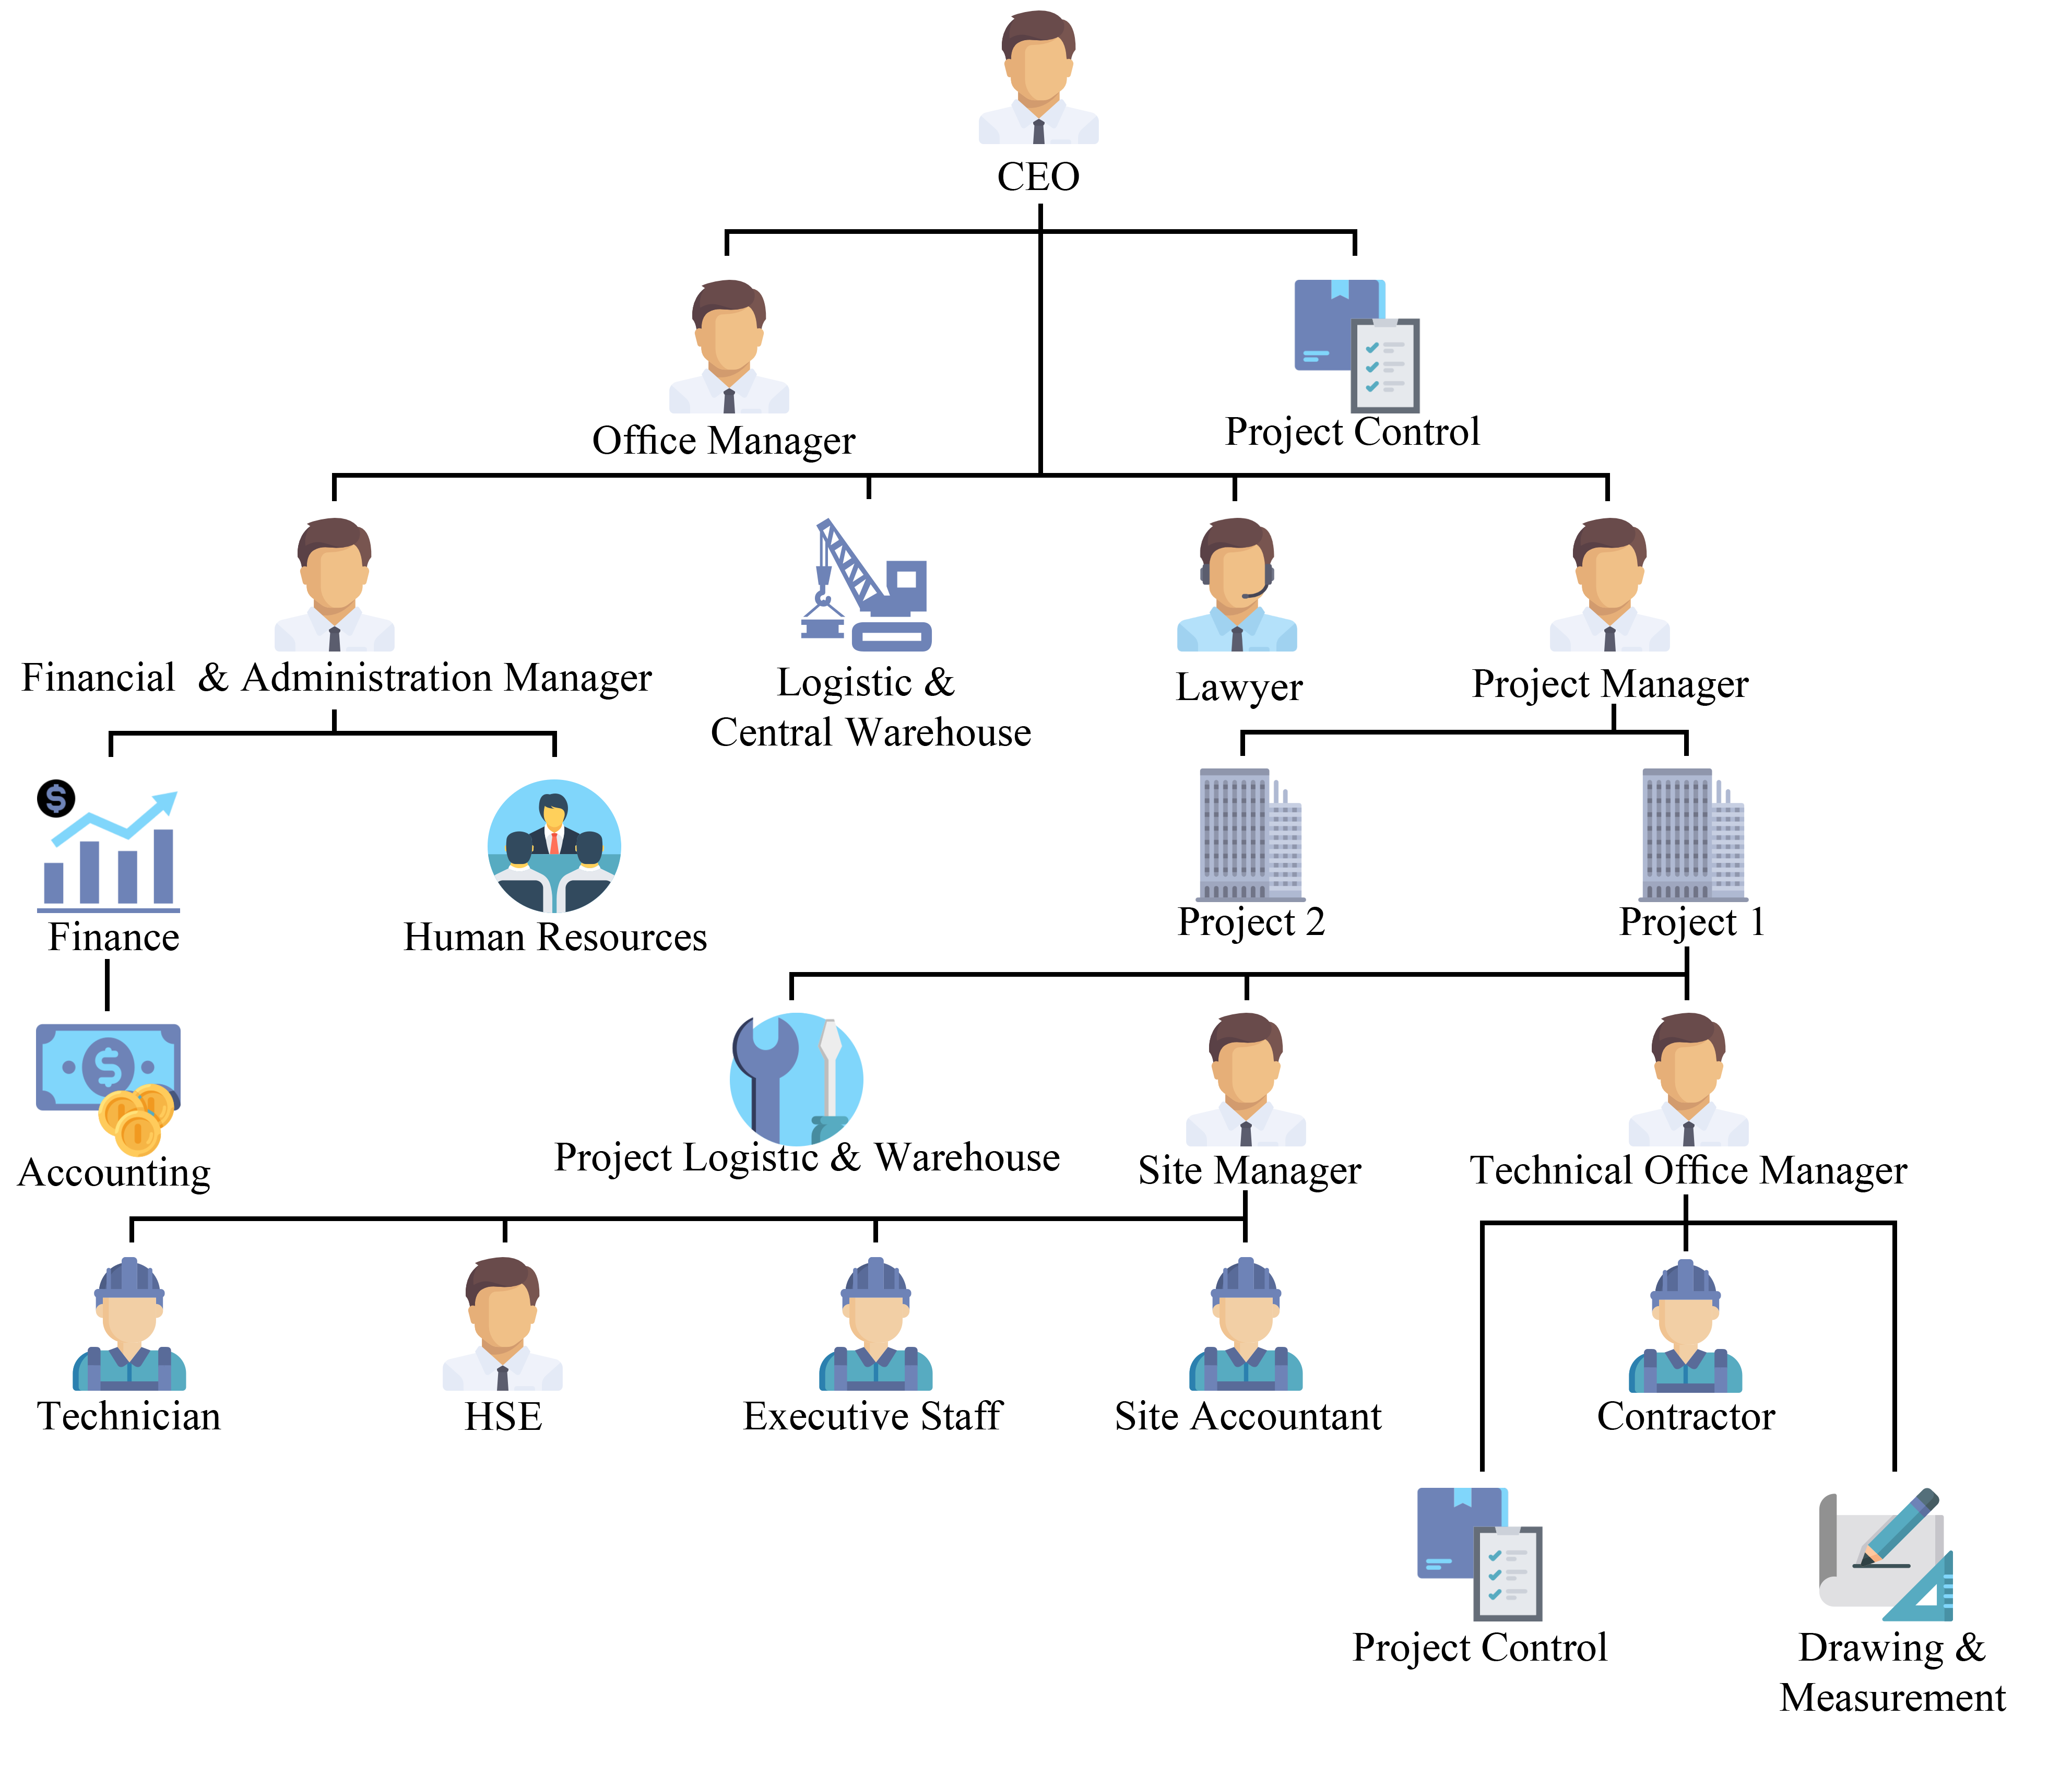 CEO
Office Manager
Project Control
Financial & Administration Manager
Logistic &
Central Warehouse
Lawyer
Project Manager
Finance
Human Resources
Project 2
Project 1
Accounting
Project Logistic & Warehouse
Site Manager
Technical Office Manager
Technician
HSE
Executive Staff
Site Accountant
Contractor
Project Control
Drawing &
Measurement